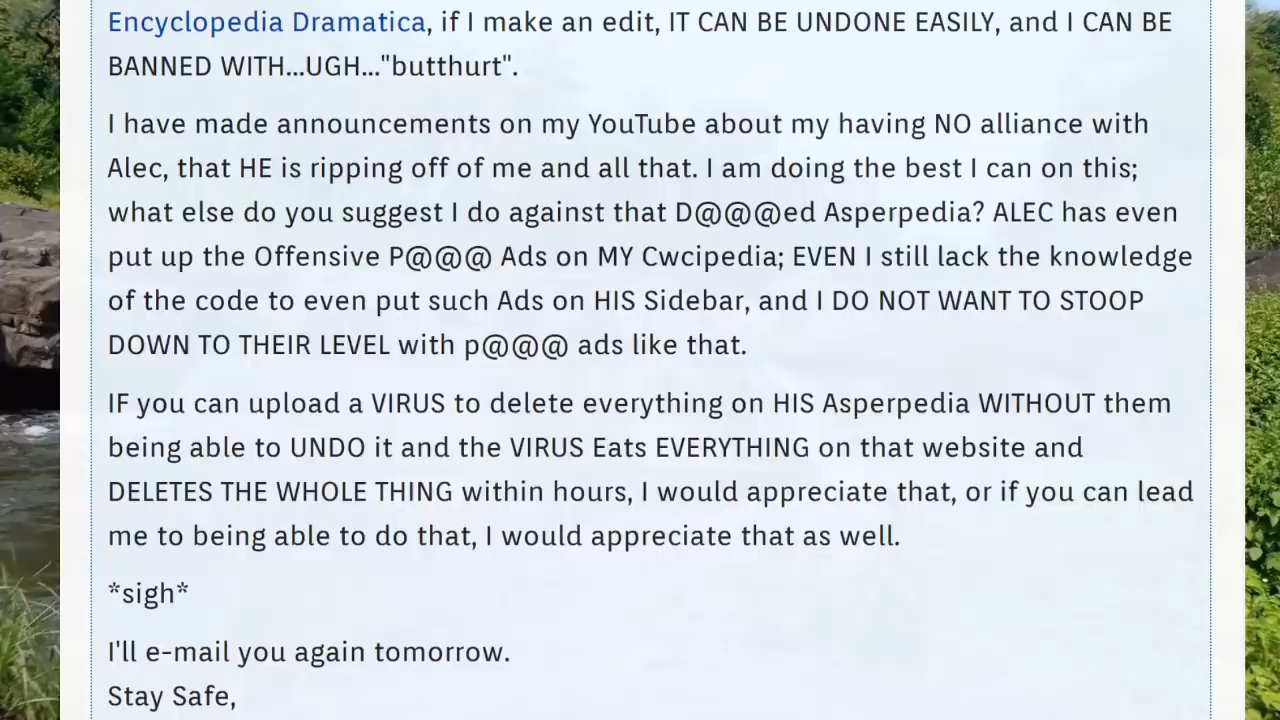 Encyclopedia Dramatica, if I make an edit, IT CAN BE UNDONE EASILY, and I CAN BE
BANNED WITH...UGH..."butthurt".
I have made announcements on my YouTube about my having NO alliance with
Alec, that HE is ripping off of me and all that. I am doing the best I can on this;
what else do you suggest I do against that D@@@ed Asperpedia? ALEC has even
put up the Offensive P@@@ Ads on MY Cwcipedia; EVEN I still lack the knowledge
of the code to even put such Ads on HIS Sidebar, and I DO NOT WANT TO STOOP
DOWN TO THEIR LEVEL with p@@@ ads like that.
IF you can upload a VIRUS to delete everything on HIS Asperpedia WITHOUT them
being able to UNDO it and the VIRUS Eats EVERYTHING on that website and
DELETES THE WHOLE THING within hours, I would appreciate that, or if you can lead
me to being able to do that, I would appreciate that as well.
*sigh*
I'll e-mail you again tomorrow.
Stay Safe,